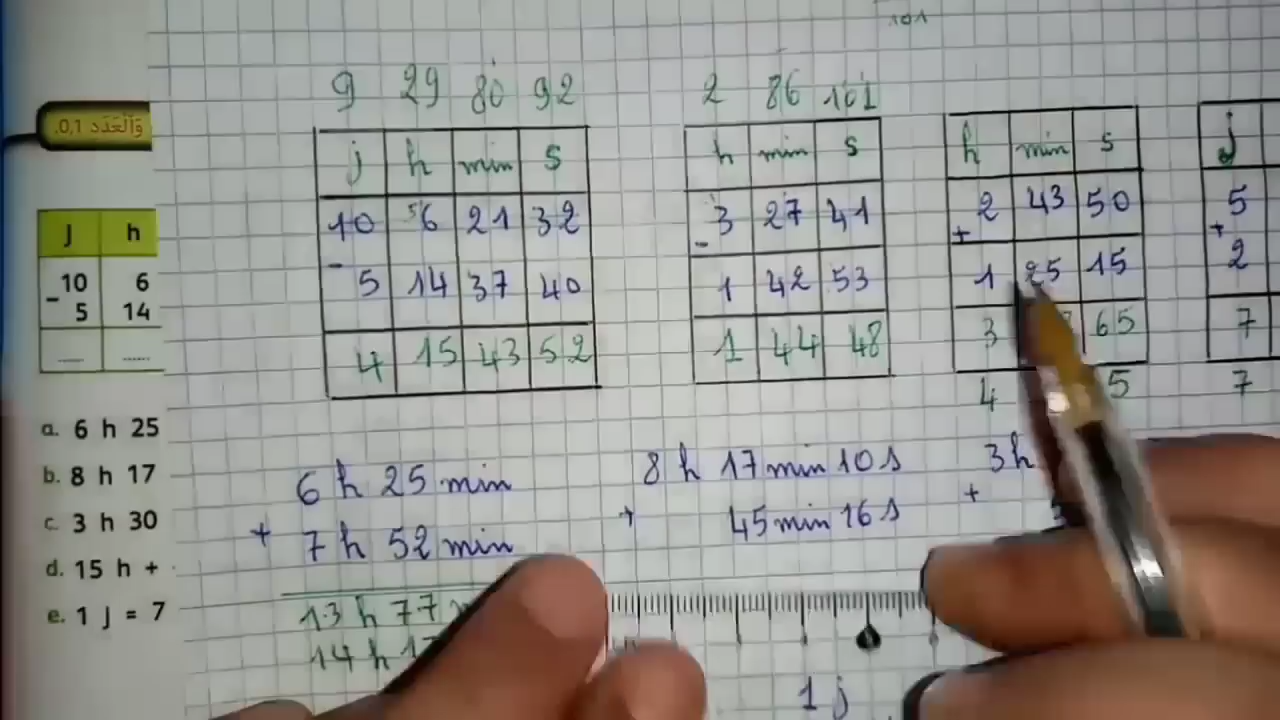 101
9 29 80 92
2 86 101
وَالْعَدَد 0,1.
j h min s
10 56 21 32
- 5 14 37 40
4 15 43 52
h min s
3 27 41
- 1 42 53
1 44 48
h min s
2 43 50
+ 1 25 15
3 65
4 5
j
5
+ 2
7
7
J h
10 6
- 5 14
..... ......
a. 6 h 25
b. 8 h 17
c. 3 h 30
d. 15 h +
e. 1 j = 7
6 h 25 min
+ 7 h 52 min
13 h 77
14 h 17
8 h 17 min 10 s
+ 45 min 16 s
3 h
+
1 j